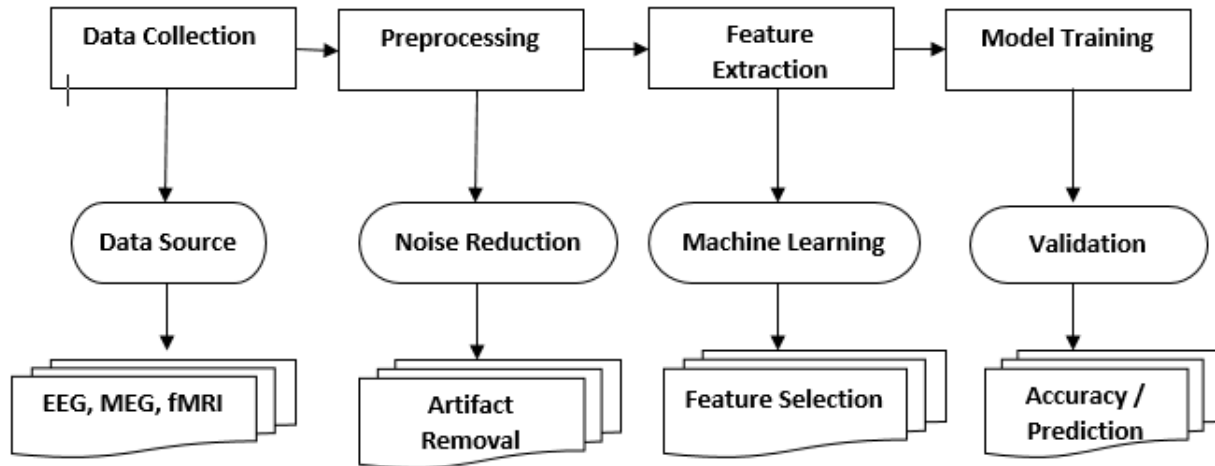 Data Collection
Preprocessing
Feature
Extraction
Model Training
Data Source
Noise Reduction
Machine Learning
Validation
EEG, MEG, fMRI
Artifact
Removal
Feature Selection
Accuracy /
Prediction